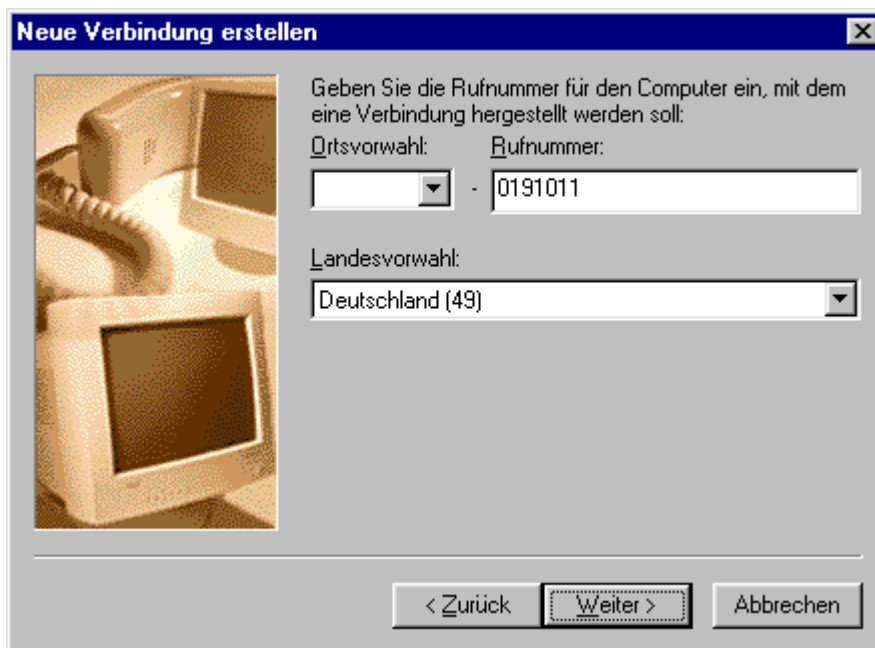 Neue Verbindung erstellen
Geben Sie die Rufnummer für den Computer ein, mit dem
eine Verbindung hergestellt werden soll:
Ortsvorwahl: Rufnummer:
- 0191011
Landesvorwahl:
Deutschland (49)
< Zurück Weiter > Abbrechen